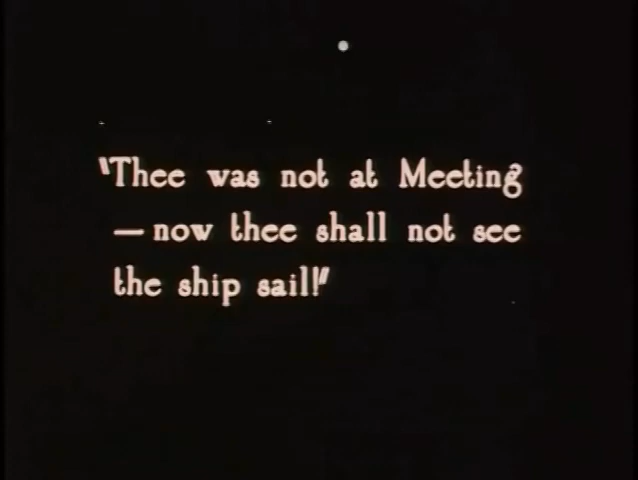 "Thee was not at Meeting
— now thee shall not see
the ship sail!"